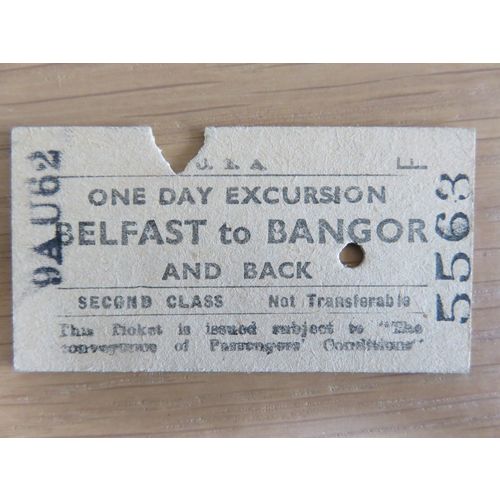 9AU62
U. T. A. F
ONE DAY EXCURSION
BELFAST to BANGOR
AND BACK
SECOND CLASS Not Transferable
This Ticket is issued subject to "The
conveyance of Passengers' Conditions"
5563